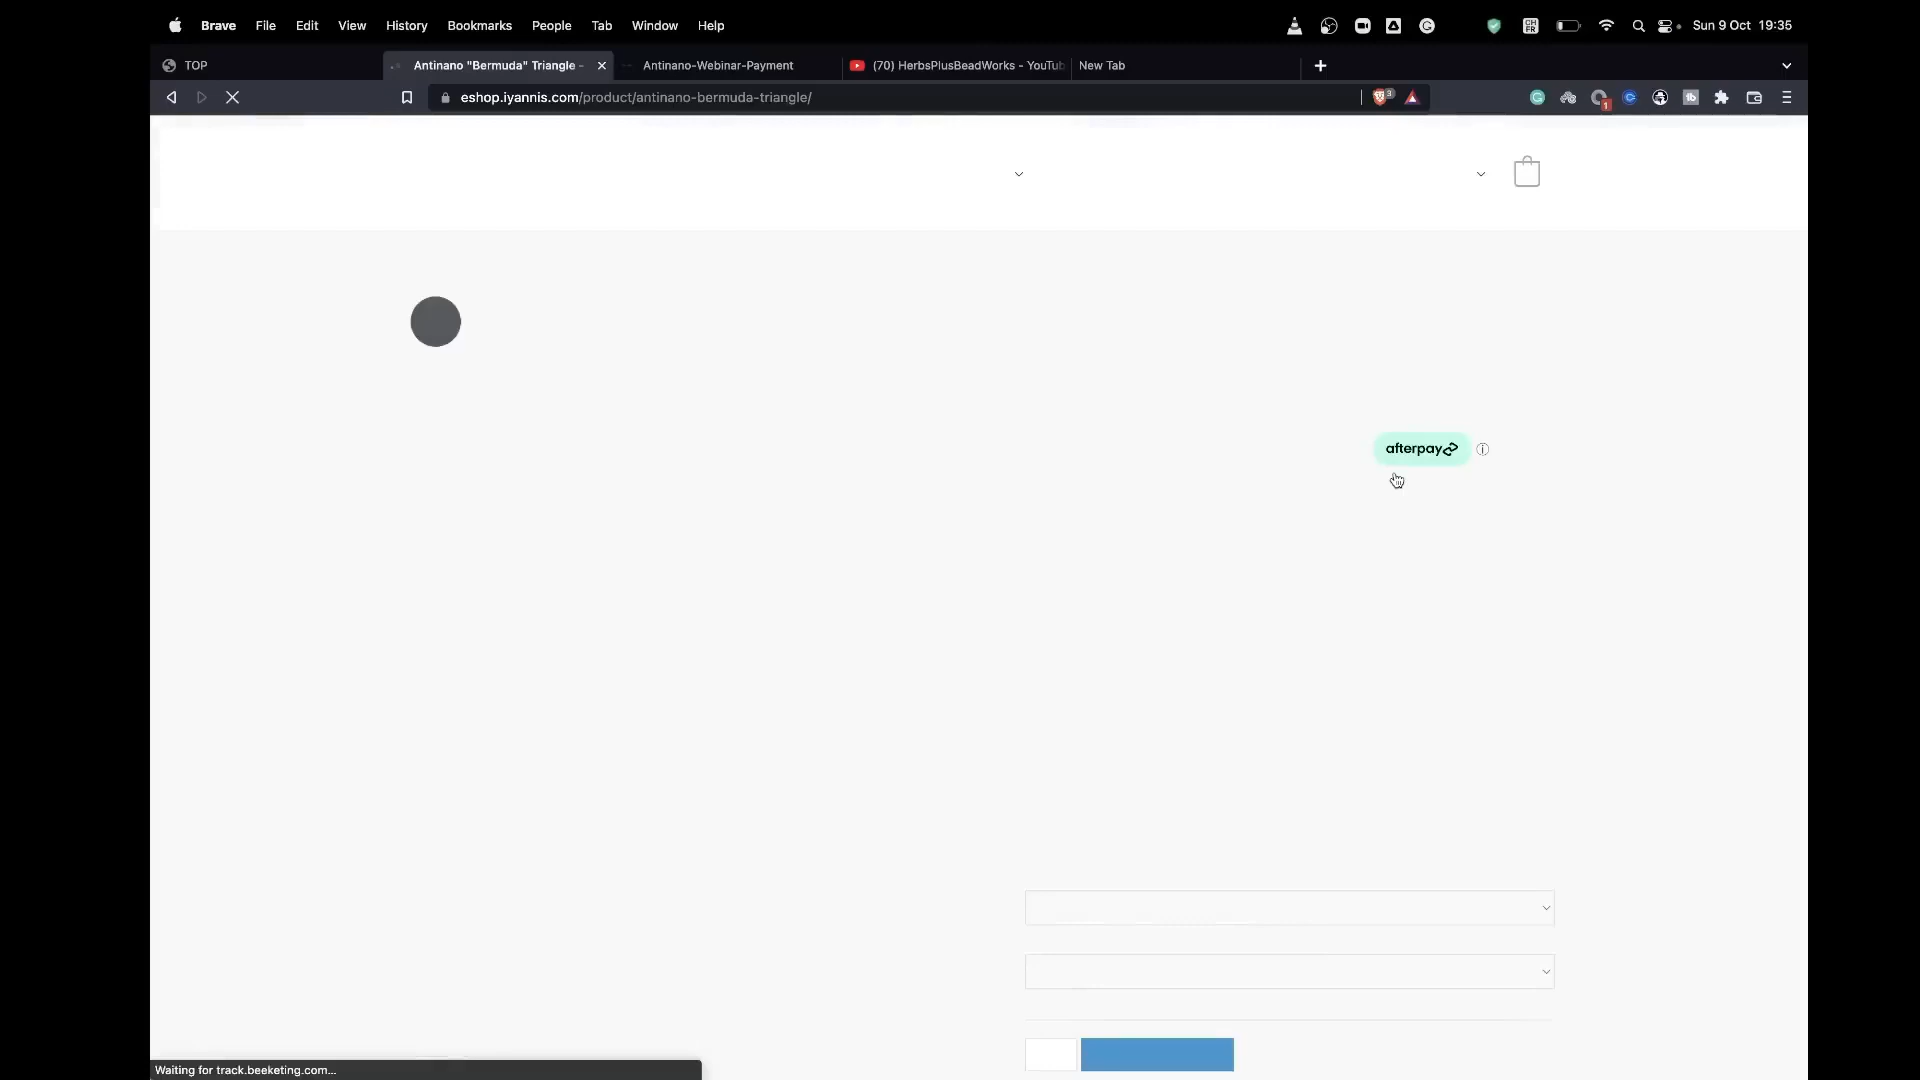 Brave File Edit View History Bookmarks People Tab Window Help Sun 9 Oct 19:35
TOP Antinano "Bermuda" Triangle - Antinano-Webinar-Payment (70) HerbsPlusBeadWorks - YouTub New Tab
eshop.iyannis.com/product/antinano-bermuda-triangle/
afterpay
Waiting for track.beeketing.com...